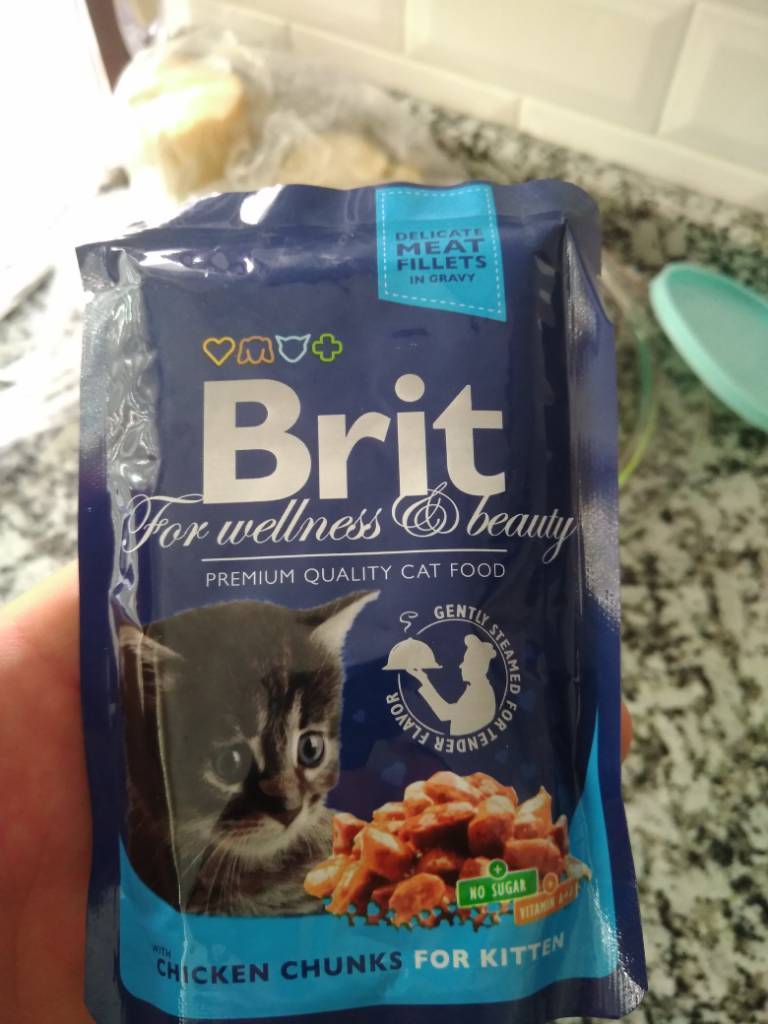 DELICATE
MEAT
FILLETS
IN GRAVY
Brit
For wellness & beauty
PREMIUM QUALITY CAT FOOD
GENTLY STEAMED FOR TENDER FLAVOR
NO SUGAR
VITAMIN
WITH
CHICKEN CHUNKS FOR KITTEN